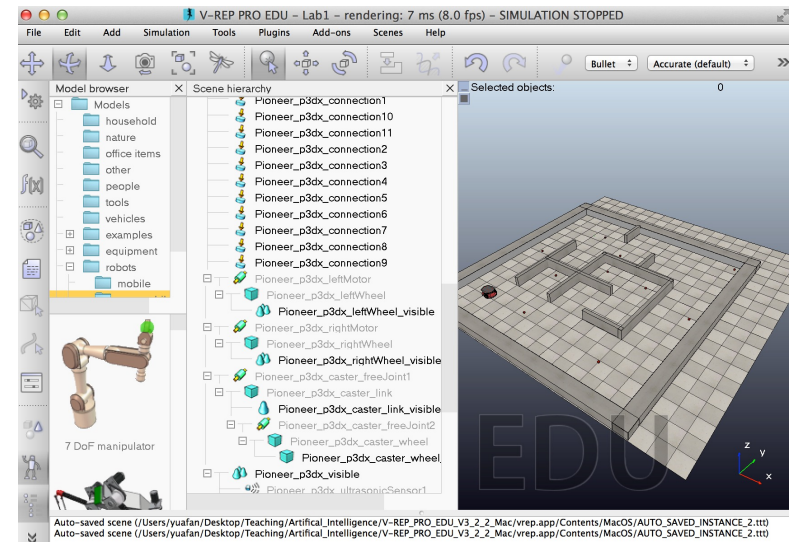 V-REP PRO EDU - Lab1 - rendering: 7 ms (8.0 fps) - SIMULATION STOPPED
File Edit Add Simulation Tools Plugins Add-ons Scenes Help
Bullet Accurate (default) »
Model browser X Scene hierarchy X Selected objects: 0
Models
household
nature
office items
other
people
tools
vehicles
examples
equipment
robots
mobile
7 DoF manipulator
Pioneer_p3dx_connection1
Pioneer_p3dx_connection10
Pioneer_p3dx_connection11
Pioneer_p3dx_connection2
Pioneer_p3dx_connection3
Pioneer_p3dx_connection4
Pioneer_p3dx_connection5
Pioneer_p3dx_connection6
Pioneer_p3dx_connection7
Pioneer_p3dx_connection8
Pioneer_p3dx_connection9
Pioneer_p3dx_leftMotor
Pioneer_p3dx_leftWheel
Pioneer_p3dx_leftWheel_visible
Pioneer_p3dx_rightMotor
Pioneer_p3dx_rightWheel
Pioneer_p3dx_rightWheel_visible
Pioneer_p3dx_caster_freeJoint1
Pioneer_p3dx_caster_link
Pioneer_p3dx_caster_link_visible
Pioneer_p3dx_caster_freeJoint2
Pioneer_p3dx_caster_wheel
Pioneer_p3dx_caster_wheel_
Pioneer_p3dx_visible
Pioneer_p3dx_ultrasonicSensor1
EDU
z
y
x
f(x)
Auto-saved scene (/Users/yuafan/Desktop/Teaching/Artifical_Intelligence/V-REP_PRO_EDU_V3_2_2_Mac/vrep.app/Contents/MacOS/AUTO_SAVED_INSTANCE_2.ttt)
Auto-saved scene (/Users/yuafan/Desktop/Teaching/Artifical_Intelligence/V-REP_PRO_EDU_V3_2_2_Mac/vrep.app/Contents/MacOS/AUTO_SAVED_INSTANCE_2.ttt)